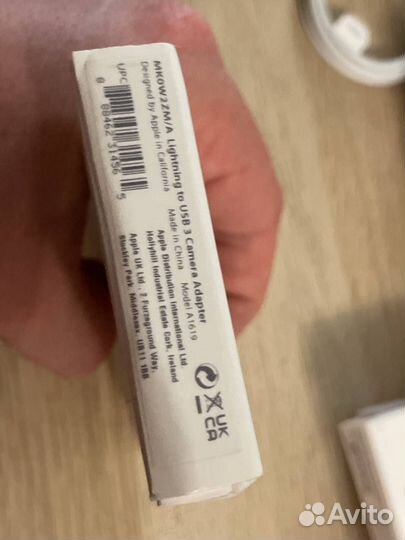 MK0W2ZM/A Lightning to USB 3 Camera Adapter
Designed by Apple in California
Made in China Model A1619
UPC
8 88462 31456 5
Apple Distribution International Ltd
Hollyhill Industrial Estate Cork, Ireland
Apple UK Ltd. 2 Furzeground Way,
Stockley Park, Middlesex, UB11 1BB
UK
CA
Avito